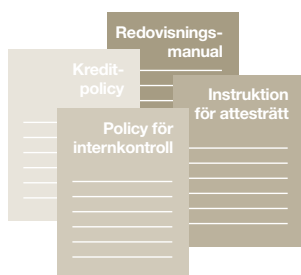 Redovisnings-
manual
Kredit-
policy
Instruktion
för attesträtt
Policy för
internkontroll